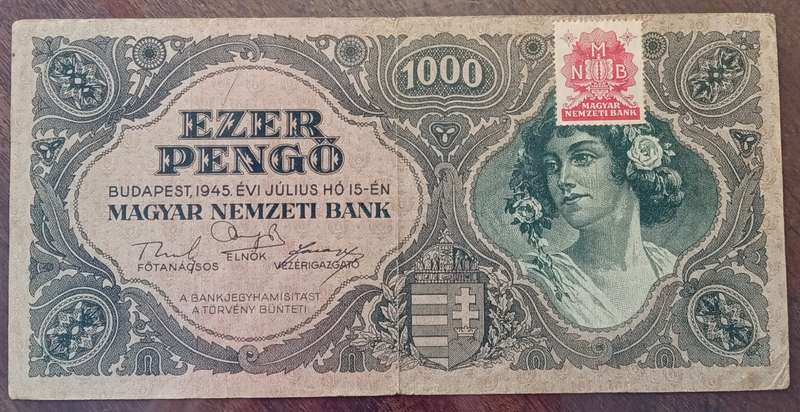 1000
M
N B
MAGYAR
NEMZETI BANK
EZER
PENGŐ
BUDAPEST, 1945. ÉVI JÚLIUS HÓ 15-ÉN
MAGYAR NEMZETI BANK
FŐTANÁCSOS
ELNÖK
VEZÉRIGAZGATÓ
A BANKJEGYHAMISÍTÁST
A TÖRVÉNY BÜNTETI